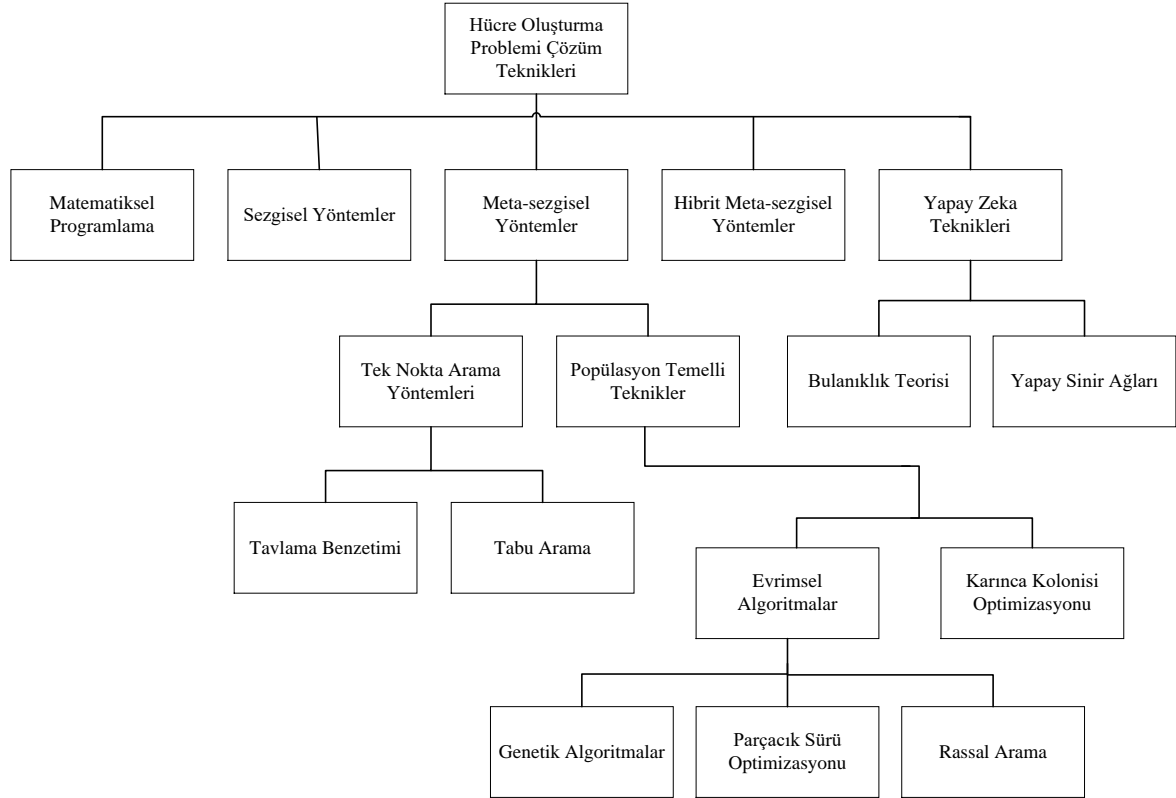 Hücre Oluşturma
Problemi Çözüm
Teknikleri
Matematiksel
Programlama
Sezgisel Yöntemler
Meta-sezgisel
Yöntemler
Hibrit Meta-sezgisel
Yöntemler
Yapay Zeka
Teknikleri
Tek Nokta Arama
Yöntemleri
Popülasyon Temelli
Teknikler
Bulanıklık Teorisi
Yapay Sinir Ağları
Tavlama Benzetimi
Tabu Arama
Evrimsel
Algoritmalar
Karınca Kolonisi
Optimizasyonu
Genetik Algoritmalar
Parçacık Sürü
Optimizasyonu
Rassal Arama